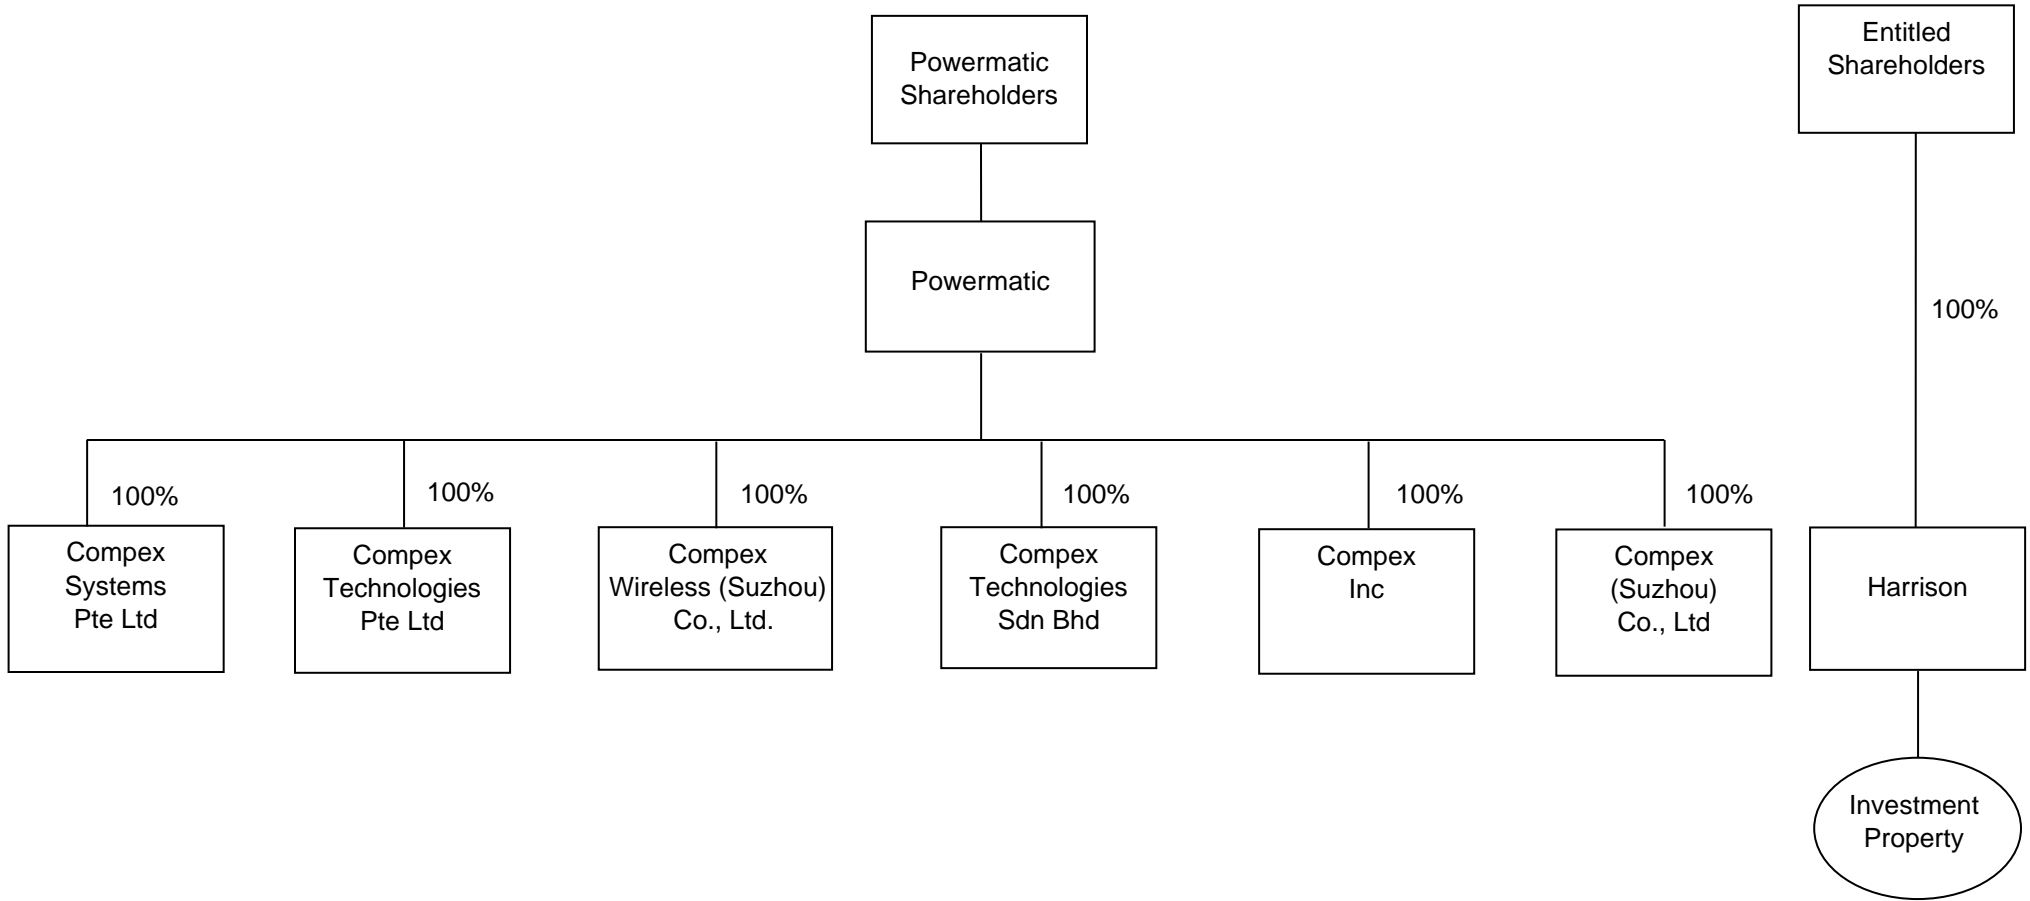 Powermatic
Shareholders
Entitled
Shareholders
Powermatic
100%
100%
100%
100%
100%
100%
100%
Compex
Systems
Pte Ltd
Compex
Technologies
Pte Ltd
Compex
Wireless (Suzhou)
Co., Ltd.
Compex
Technologies
Sdn Bhd
Compex
Inc
Compex
(Suzhou)
Co., Ltd
Harrison
Investment
Property